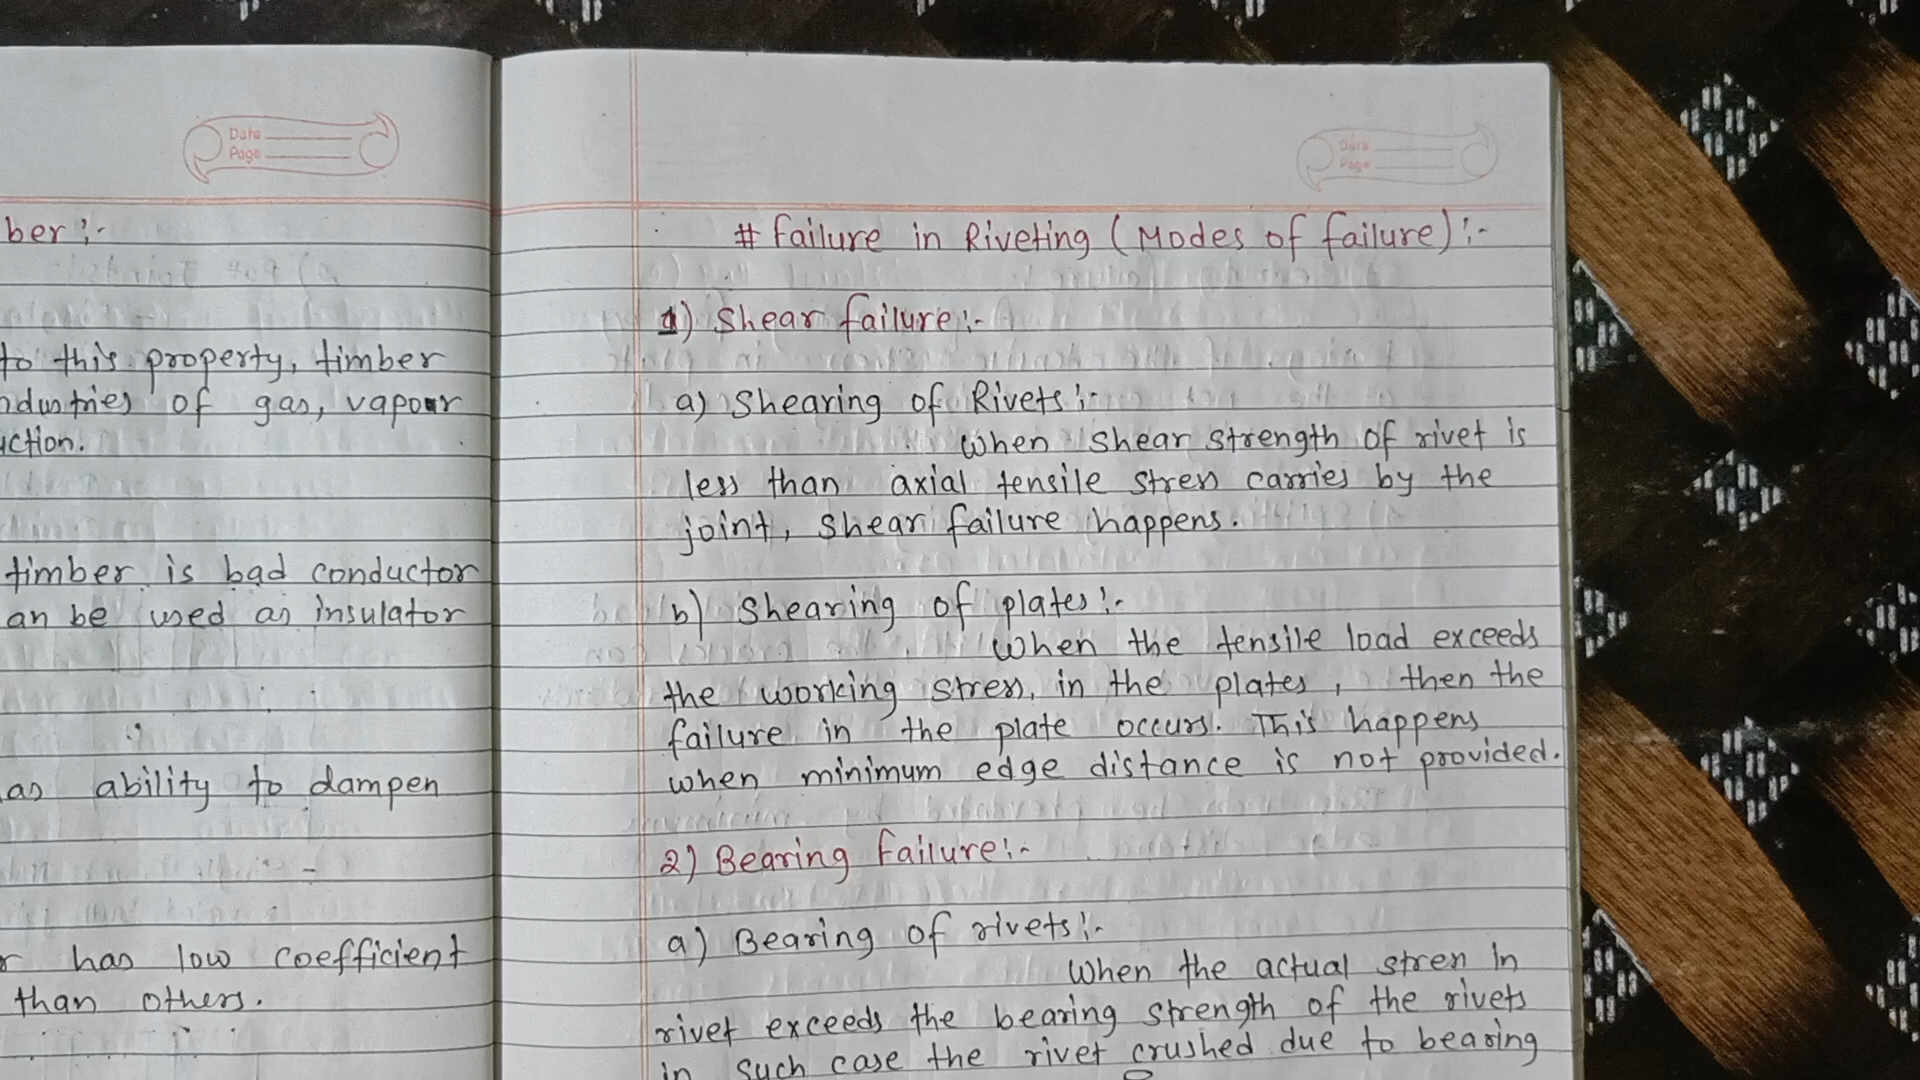 Date
Page
ber :-
to this property, timber
ndustries of gas, vapour
uction.
timber is bad conductor
an be used as insulator
as ability to dampen
r has low coefficient
than others.
Date
Page
# Failure in Riveting (Modes of failure) :-
1) Shear failure :-
a) Shearing of Rivets :-
When shear strength of rivet is
less than axial tensile stress carries by the
joint, shear failure happens.
b) Shearing of plates :-
When the tensile load exceeds
the working stress, in the plates, then the
failure in the plate occurs. This happens
when minimum edge distance is not provided.
2) Bearing failure :-
a) Bearing of rivets :-
When the actual stress in
rivet exceeds the bearing strength of the rivets
in such case the rivet crushed due to bearing